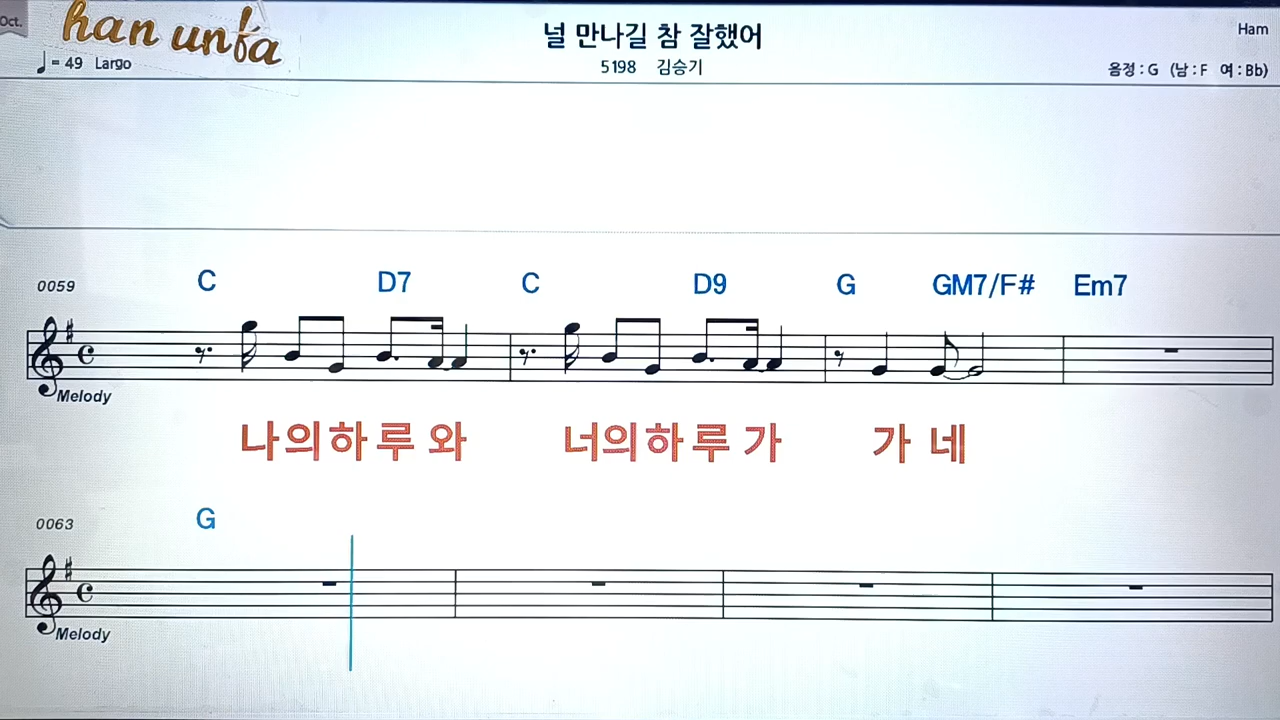 Oct.
han unfa
널 만나길 참 잘했어
Ham
♩ = 49 Largo
5198 김승기
음정 : G (남 : F 여 : Bb)
0059
C D7 C D9 G GM7/F# Em7
Melody
나의하루와 너의하루가 가네
0063
G
Melody